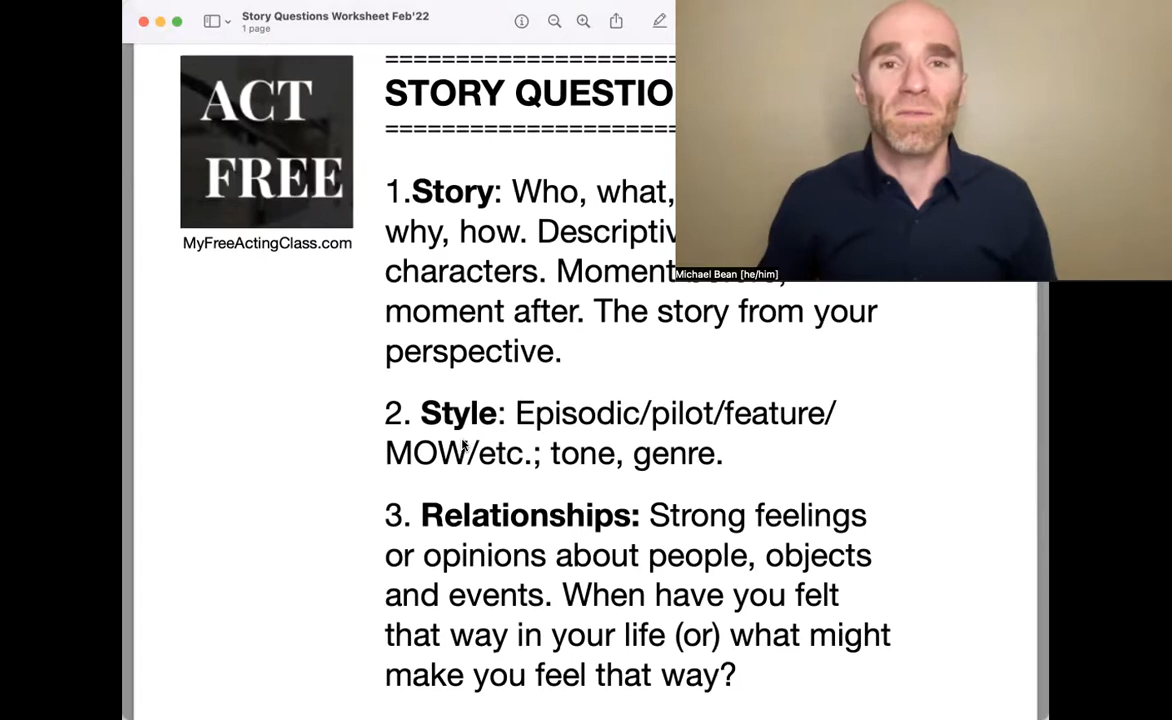 Story Questions Worksheet Feb'22
1 page
ACT
FREE
MyFreeActingClass.com
STORY QUESTIO
1.Story: Who, what,
why, how. Descriptiv
characters. Moment
moment after. The story from your
perspective.
2. Style: Episodic/pilot/feature/
MOW/etc.; tone, genre.
3. Relationships: Strong feelings
or opinions about people, objects
and events. When have you felt
that way in your life (or) what might
make you feel that way?
Michael Bean [he/him]